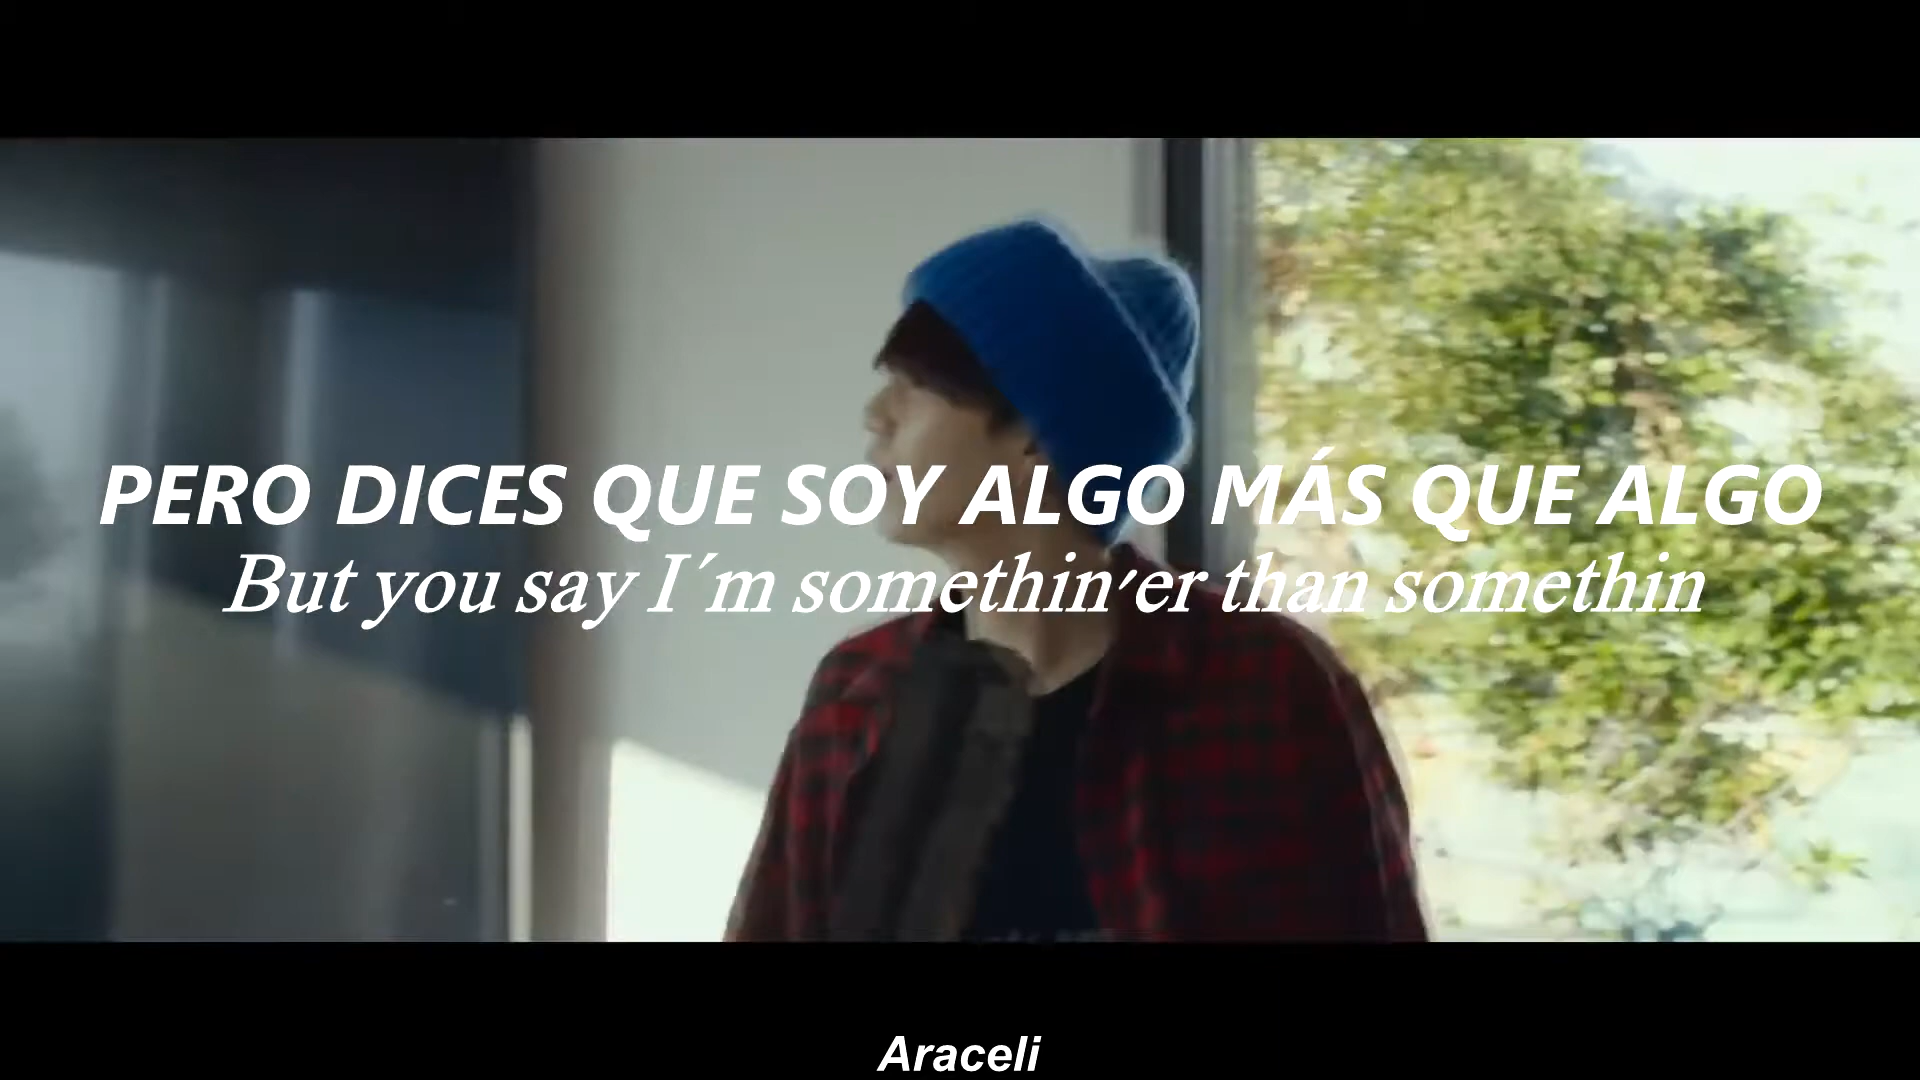 PERO DICES QUE SOY ALGO MÁS QUE ALGO
But you say I´m somethin'er than somethin
Araceli